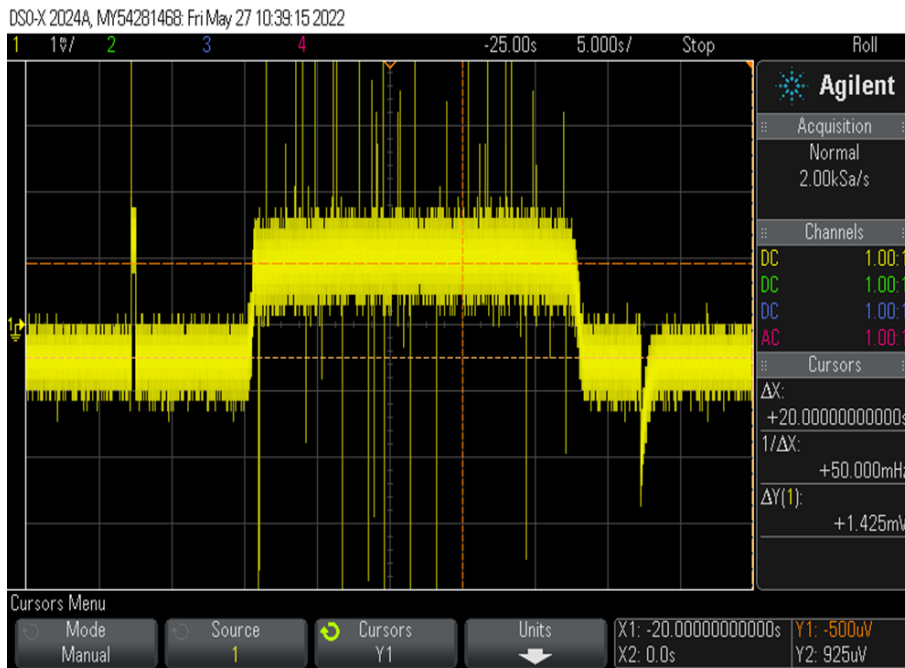 DSO-X 2024A, MY54281468: Fri May 27 10:39:15 2022
1 1mV/ 2 3 4 -25.00s 5.000s/ Stop Roll
Agilent
Acquisition
Normal
2.00kSa/s
Channels
DC 1.00:1
DC 1.00:1
DC 1.00:1
AC 1.00:1
Cursors
ΔX:
+20.00000000000s
1/ΔX:
+50.000mHz
ΔY(1):
+1.425mV
1
Cursors Menu
Mode Source Cursors Units X1: -20.00000000000s Y1: -500uV
Manual 1 Y1 X2: 0.0s Y2: 925uV